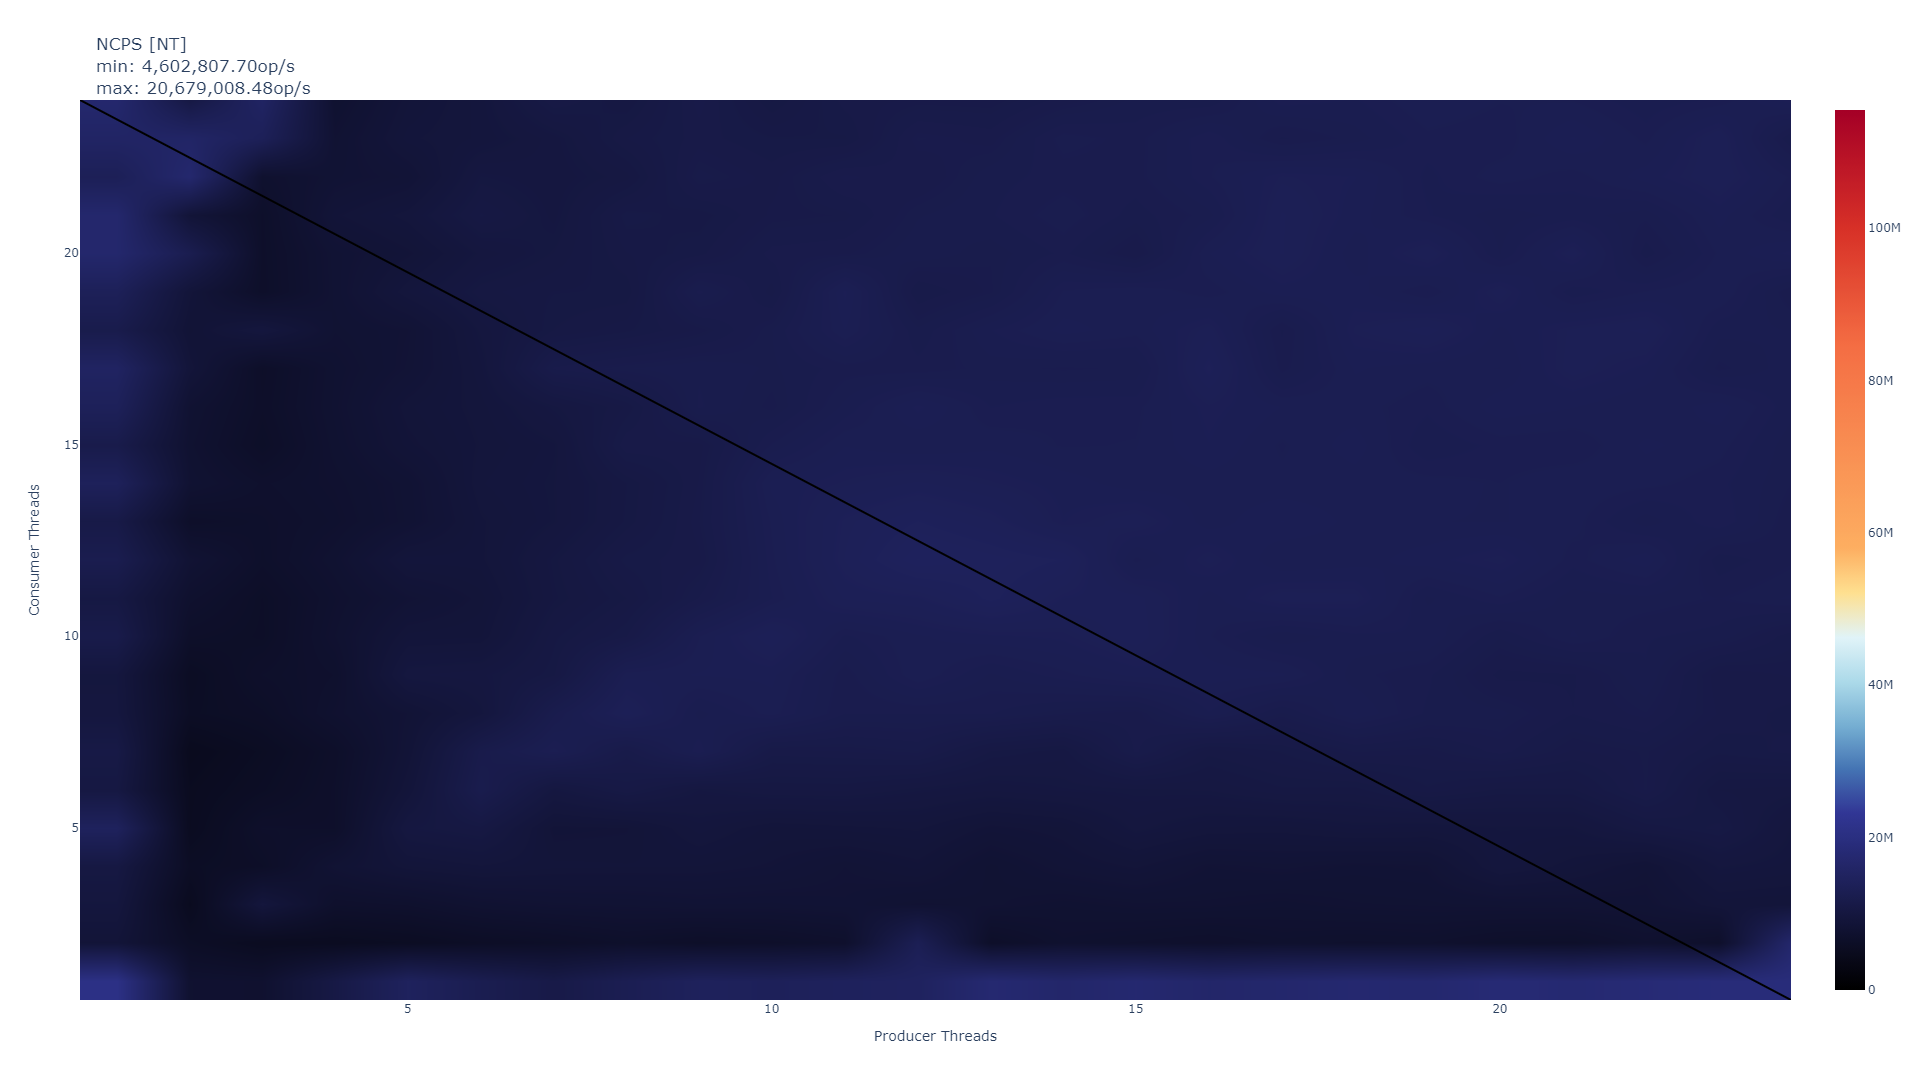 NCPS [NT]
min: 4,602,807.70op/s
max: 20,679,008.48op/s
100M
80M
60M
40M
20M
0
20
15
10
5
Consumer Threads
5
10
15
20
Producer Threads